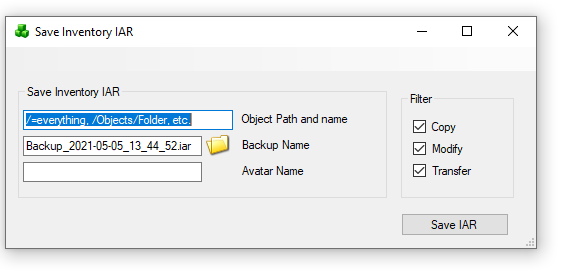 Save Inventory IAR
Save Inventory IAR
/=everything, /Objects/Folder, etc.
Object Path and name
Backup_2021-05-05_13_44_52.iar
Backup Name
Avatar Name
Filter
Copy
Modify
Transfer
Save IAR